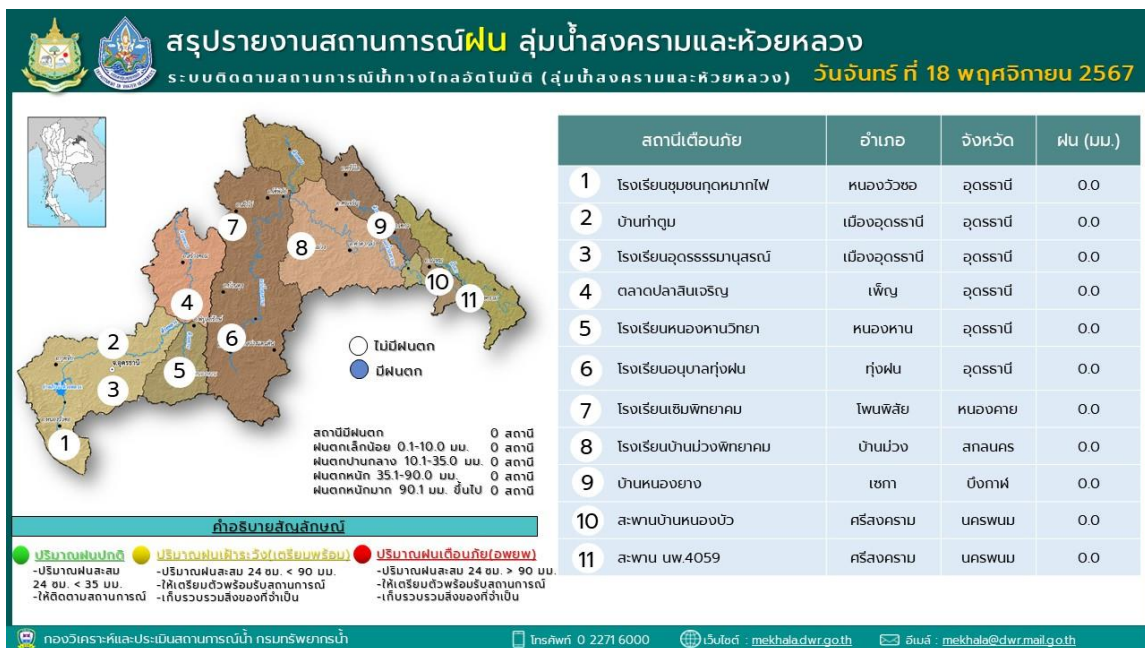 สรุปรายงานสถานการณ์ฝน ลุ่มน้ำสงครามและห้วยหลวง
ระบบติดตามสถานการณ์น้ำทางไกลอัตโนมัติ (ลุ่มน้ำสงครามและห้วยหลวง) วันจันทร์ ที่ 18 พฤศจิกายน 2567
สถานีเตือนภัย อำเภอ จังหวัด ฝน (มม.)
1 โรงเรียนชุมชนกุดหมากไฟ หนองวัวซอ อุดรธานี 0.0
2 บ้านท่าตูม เมืองอุดรธานี อุดรธานี 0.0
3 โรงเรียนอุดรธรรมานุสรณ์ เมืองอุดรธานี อุดรธานี 0.0
4 ตลาดปลาสินเจริญ เพ็ญ อุดรธานี 0.0
5 โรงเรียนหนองหานวิทยา หนองหาน อุดรธานี 0.0
6 โรงเรียนอนุบาลทุ่งฝน ทุ่งฝน อุดรธานี 0.0
7 โรงเรียนเซิมพิทยาคม โพนพิสัย หนองคาย 0.0
8 โรงเรียนบ้านม่วงพิทยาคม บ้านม่วง สกลนคร 0.0
9 บ้านหนองยาง เซกา บึงกาฬ 0.0
10 สะพานบ้านหนองบัว ศรีสงคราม นครพนม 0.0
11 สะพาน นพ.4059 ศรีสงคราม นครพนม 0.0
9
7
8
10
11
4
6
2
5
3
1
จ.อุดรธานี
ไม่มีฝนตก
มีฝนตก
สถานีมีฝนตก 0 สถานี
ฝนตกเล็กน้อย 0.1-10.0 มม. 0 สถานี
ฝนตกปานกลาง 10.1-35.0 มม. 0 สถานี
ฝนตกหนัก 35.1-90.0 มม. 0 สถานี
ฝนตกหนักมาก 90.1 มม. ขึ้นไป 0 สถานี
คำอธิบายสัญลักษณ์
ปริมาณฝนปกติ
-ปริมาณฝนสะสม
24 ชม. < 35 มม.
-ให้ติดตามสถานการณ์
ปริมาณฝนเฝ้าระวัง(เตรียมพร้อม)
-ปริมาณฝนสะสม 24 ชม. < 90 มม.
-ให้เตรียมตัวพร้อมรับสถานการณ์
-เก็บรวบรวมสิ่งของที่จำเป็น
ปริมาณฝนเตือนภัย(อพยพ)
-ปริมาณฝนสะสม 24 ชม. > 90 มม.
-ให้เตรียมตัวพร้อมรับสถานการณ์
-เก็บรวบรวมสิ่งของที่จำเป็น
กองวิเคราะห์และประเมินสถานการณ์น้ำ กรมทรัพยากรน้ำ โทรศัพท์ 0 2271 6000 เว็บไซต์ : mekhala.dwr.go.th อีเมล์ : mekhala@dwr.mail.go.th